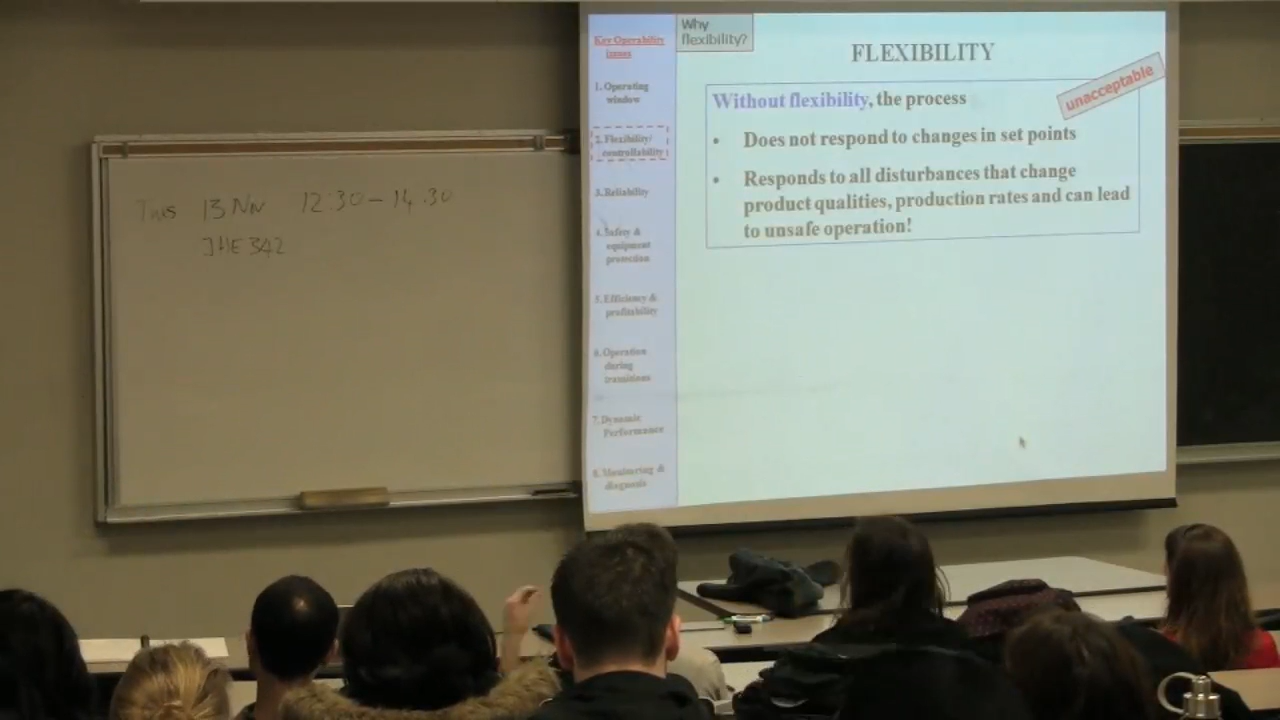 Tues 13 Nov 12:30 - 14.30
JHE 342
Key Operability
issues
1. Operating
window
2. Flexibility/
controllability
3. Reliability
4. Safety &
equipment
protection
5. Efficiency &
profitability
6. Operation
during
transitions
7. Dynamic
Performance
8. Monitoring &
diagnosis
Why
flexibility?
FLEXIBILITY
unacceptable
Without flexibility, the process
• Does not respond to changes in set points
• Responds to all disturbances that change
product qualities, production rates and can lead
to unsafe operation!